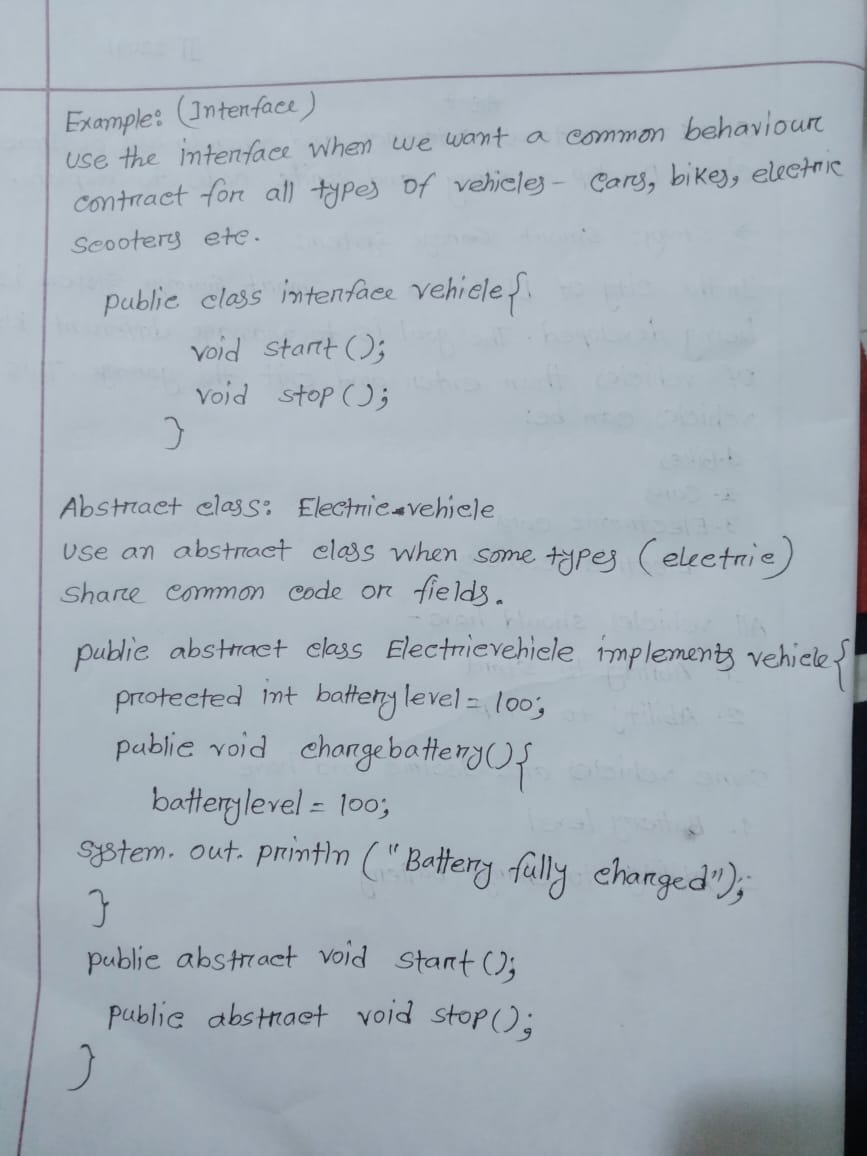 Example: (Interface)
Use the interface when we want a common behaviour
contract for all types of vehicles - Cars, bikes, electric
Scooters etc.
public class interface vehicle{
void start();
void stop();
}
Abstract class: Electric vehicle
Use an abstract class when some types (electric)
Share common code or fields.
public abstract class Electricvehicle implements vehicle{
protected int batterylevel = 100;
public void chargebattery(){
batterylevel = 100;
System.out.println("Battery fully charged");
}
public abstract void start();
public abstract void stop();
}